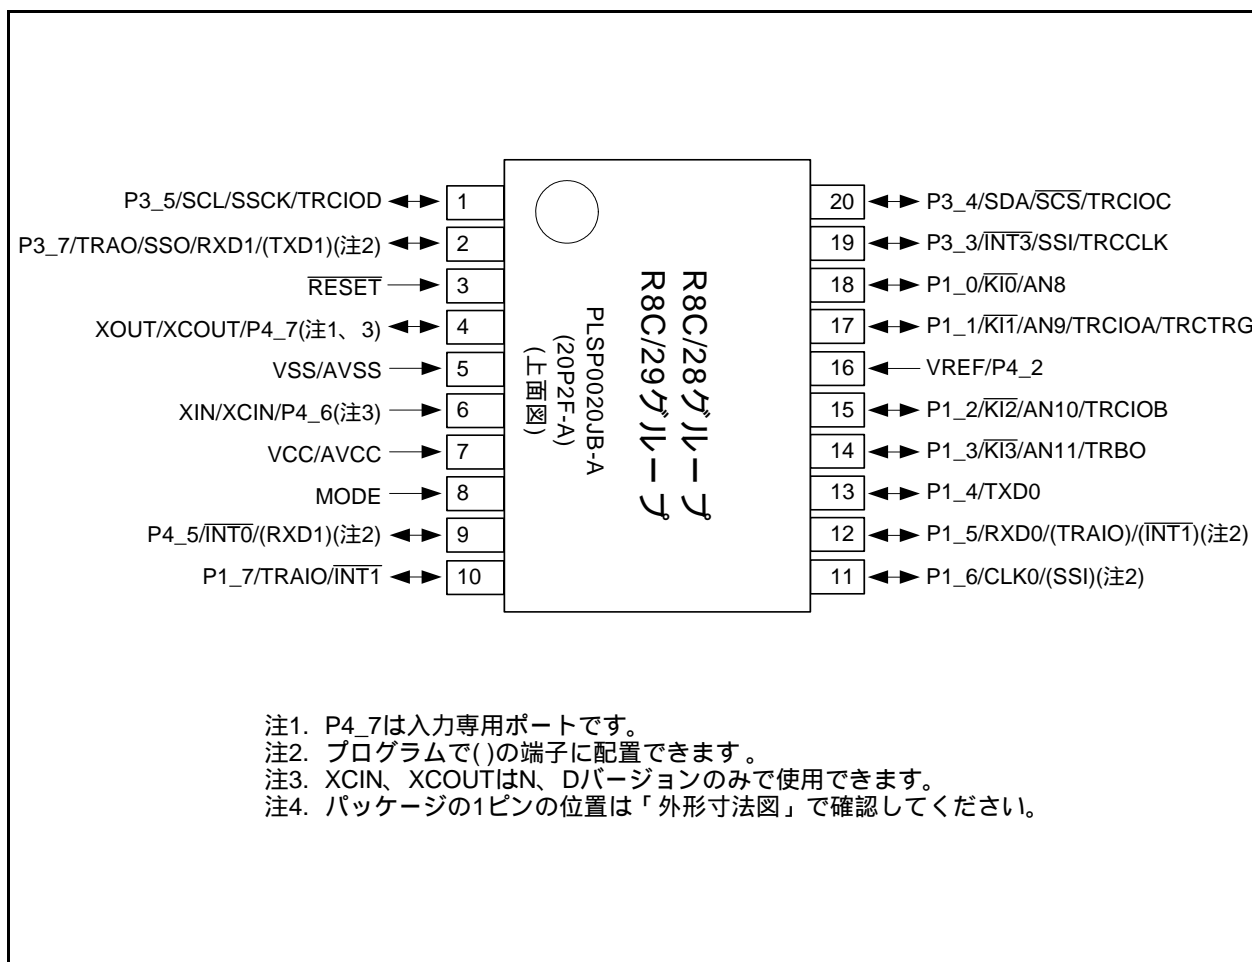 P3_5/SCL/SSCK/TRCIOD
1
P3_7/TRAO/SSO/RXD1/(TXD1)(注2)
2
RESET
3
XOUT/XCOUT/P4_7(注1、3)
4
VSS/AVSS
5
XIN/XCIN/P4_6(注3)
6
VCC/AVCC
7
MODE
8
P4_5/INT0/(RXD1)(注2)
9
P1_7/TRAIO/INT1
10
R8C/28グループ
R8C/29グループ
PLSP0020JB-A
(20P2F-A)
(上面図)
20
P3_4/SDA/SCS/TRCIOC
19
P3_3/INT3/SSI/TRCCLK
18
P1_0/KI0/AN8
17
P1_1/KI1/AN9/TRCIOA/TRCTRG
16
VREF/P4_2
15
P1_2/KI2/AN10/TRCIOB
14
P1_3/KI3/AN11/TRBO
13
P1_4/TXD0
12
P1_5/RXD0/(TRAIO)/(INT1)(注2)
11
P1_6/CLK0/(SSI)(注2)
注1. P4_7は入力専用ポートです。
注2. プログラムで( )の端子に配置できます。
注3. XCIN、XCOUTはN、Dバージョンのみで使用できます。
注4. パッケージの1ピンの位置は「外形寸法図」で確認してください。